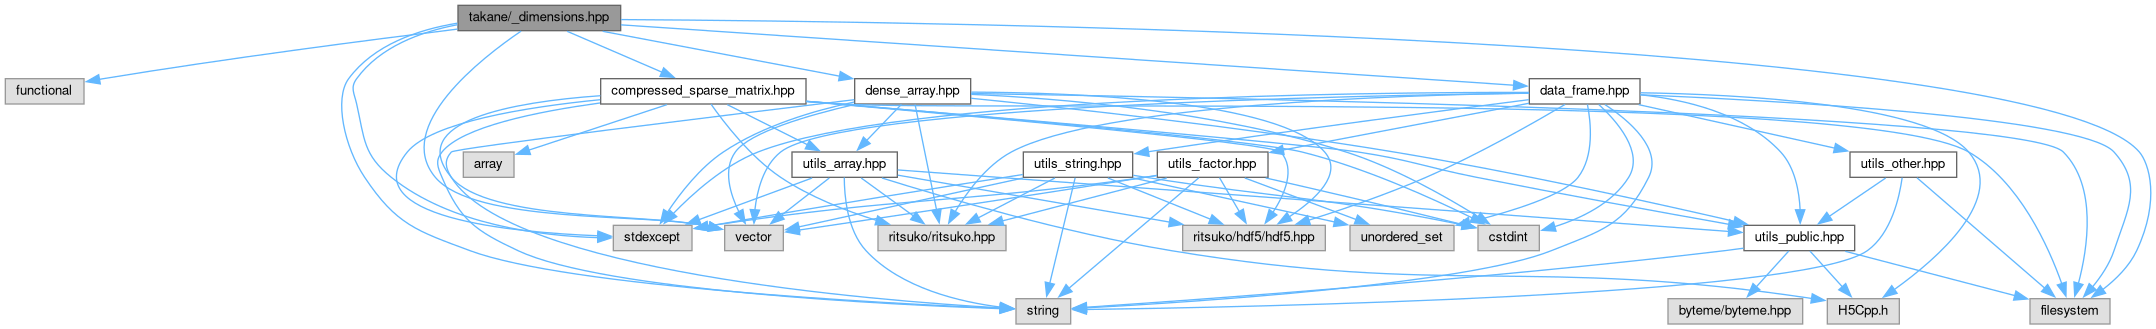 takane/_dimensions.hpp
functional
compressed_sparse_matrix.hpp
dense_array.hpp
data_frame.hpp
array
utils_array.hpp
utils_string.hpp
utils_factor.hpp
utils_other.hpp
stdexcept
vector
ritsuko/ritsuko.hpp
ritsuko/hdf5/hdf5.hpp
unordered_set
cstdint
utils_public.hpp
string
byteme/byteme.hpp
H5Cpp.h
filesystem